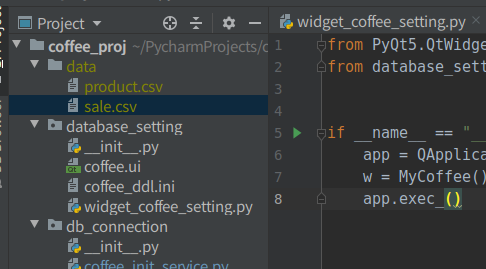 Project
widget_coffee_setting.py
coffee_proj ~/PycharmProjects/
data
product.csv
sale.csv
database_setting
__init__.py
coffee.ui
coffee_ddl.ini
widget_coffee_setting.py
db_connection
__init__.py
coffee_init_service.py
1 from PyQt5.QtWidge
2 from database_sett
3
4
5 if __name__ == "__
6 app = QApplica
7 w = MyCoffee()
8 app.exec_()